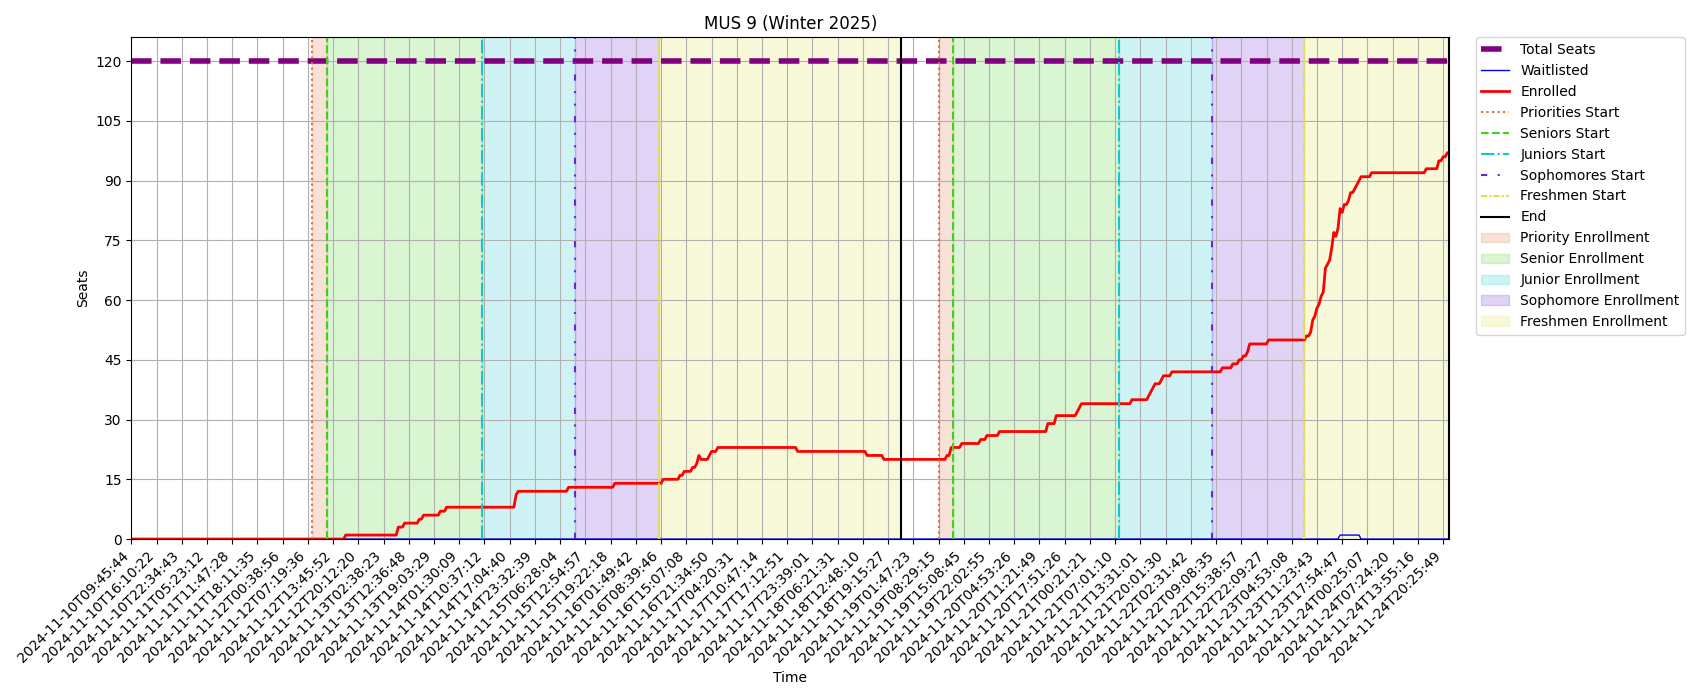 MUS 9 (Winter 2025)
Total Seats
Waitlisted
Enrolled
Priorities Start
Seniors Start
Juniors Start
Sophomores Start
Freshmen Start
End
Priority Enrollment
Senior Enrollment
Junior Enrollment
Sophomore Enrollment
Freshmen Enrollment
Seats
120
105
90
75
60
45
30
15
0
2024-11-10T09:45:44
2024-11-10T16:10:22
2024-11-10T22:34:43
2024-11-11T05:23:12
2024-11-11T11:47:28
2024-11-11T18:11:35
2024-11-12T00:38:56
2024-11-12T07:19:36
2024-11-12T13:45:52
2024-11-12T20:12:20
2024-11-13T02:38:23
2024-11-13T12:36:48
2024-11-13T19:03:29
2024-11-14T01:30:09
2024-11-14T10:37:12
2024-11-14T17:04:40
2024-11-14T23:32:39
2024-11-15T06:28:04
2024-11-15T12:54:57
2024-11-15T19:22:18
2024-11-16T01:49:42
2024-11-16T08:39:46
2024-11-16T15:07:08
2024-11-16T21:34:50
2024-11-17T04:20:31
2024-11-17T10:47:14
2024-11-17T17:12:51
2024-11-17T23:39:01
2024-11-18T06:21:31
2024-11-18T12:48:10
2024-11-18T19:15:27
2024-11-19T01:47:23
2024-11-19T08:29:15
2024-11-19T15:08:45
2024-11-19T22:02:55
2024-11-20T04:53:26
2024-11-20T11:21:49
2024-11-20T17:51:26
2024-11-21T00:21:21
2024-11-21T07:01:10
2024-11-21T13:31:01
2024-11-21T20:01:30
2024-11-22T02:31:42
2024-11-22T09:08:35
2024-11-22T15:38:57
2024-11-22T22:09:27
2024-11-23T04:53:08
2024-11-23T11:23:43
2024-11-23T17:54:47
2024-11-24T00:25:07
2024-11-24T07:24:20
2024-11-24T13:55:16
2024-11-24T20:25:49
Time